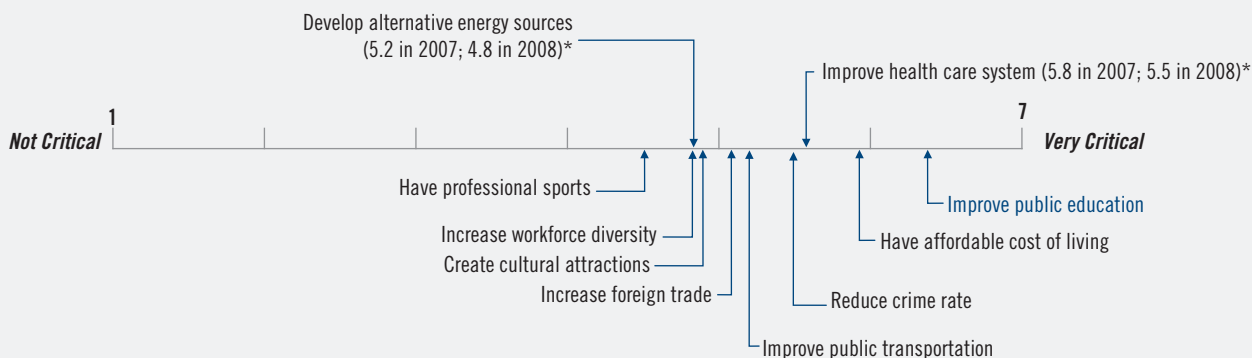 Develop alternative energy sources
(5.2 in 2007; 4.8 in 2008)*
Improve health care system (5.8 in 2007; 5.5 in 2008)*
1
7
Not Critical
Very Critical
Have professional sports
Improve public education
Increase workforce diversity
Have affordable cost of living
Create cultural attractions
Increase foreign trade
Reduce crime rate
Improve public transportation